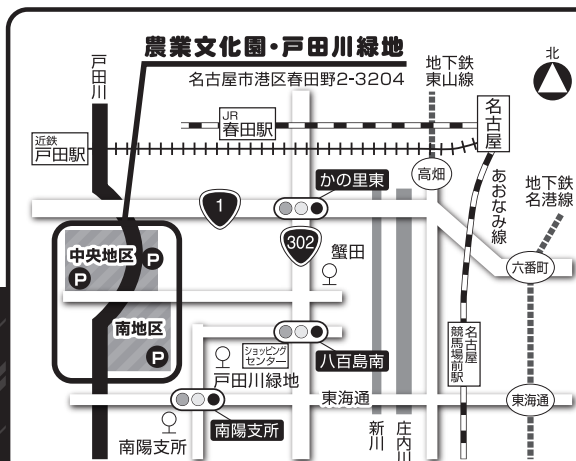 農業文化園・戸田川緑地
名古屋市港区春田野2-3204
戸田川
地下鉄
東山線
北
JR
春田駅
名古屋
近鉄
戸田駅
高畑
かの里東
地下鉄
名港線
あおなみ線
1
302
中央地区
P
P
蟹田
六番町
南地区
P
ショッピング
センター
八百島南
名古屋
競馬場前駅
戸田川緑地
東海通
東海通
南陽支所
南陽支所
新川
庄内川